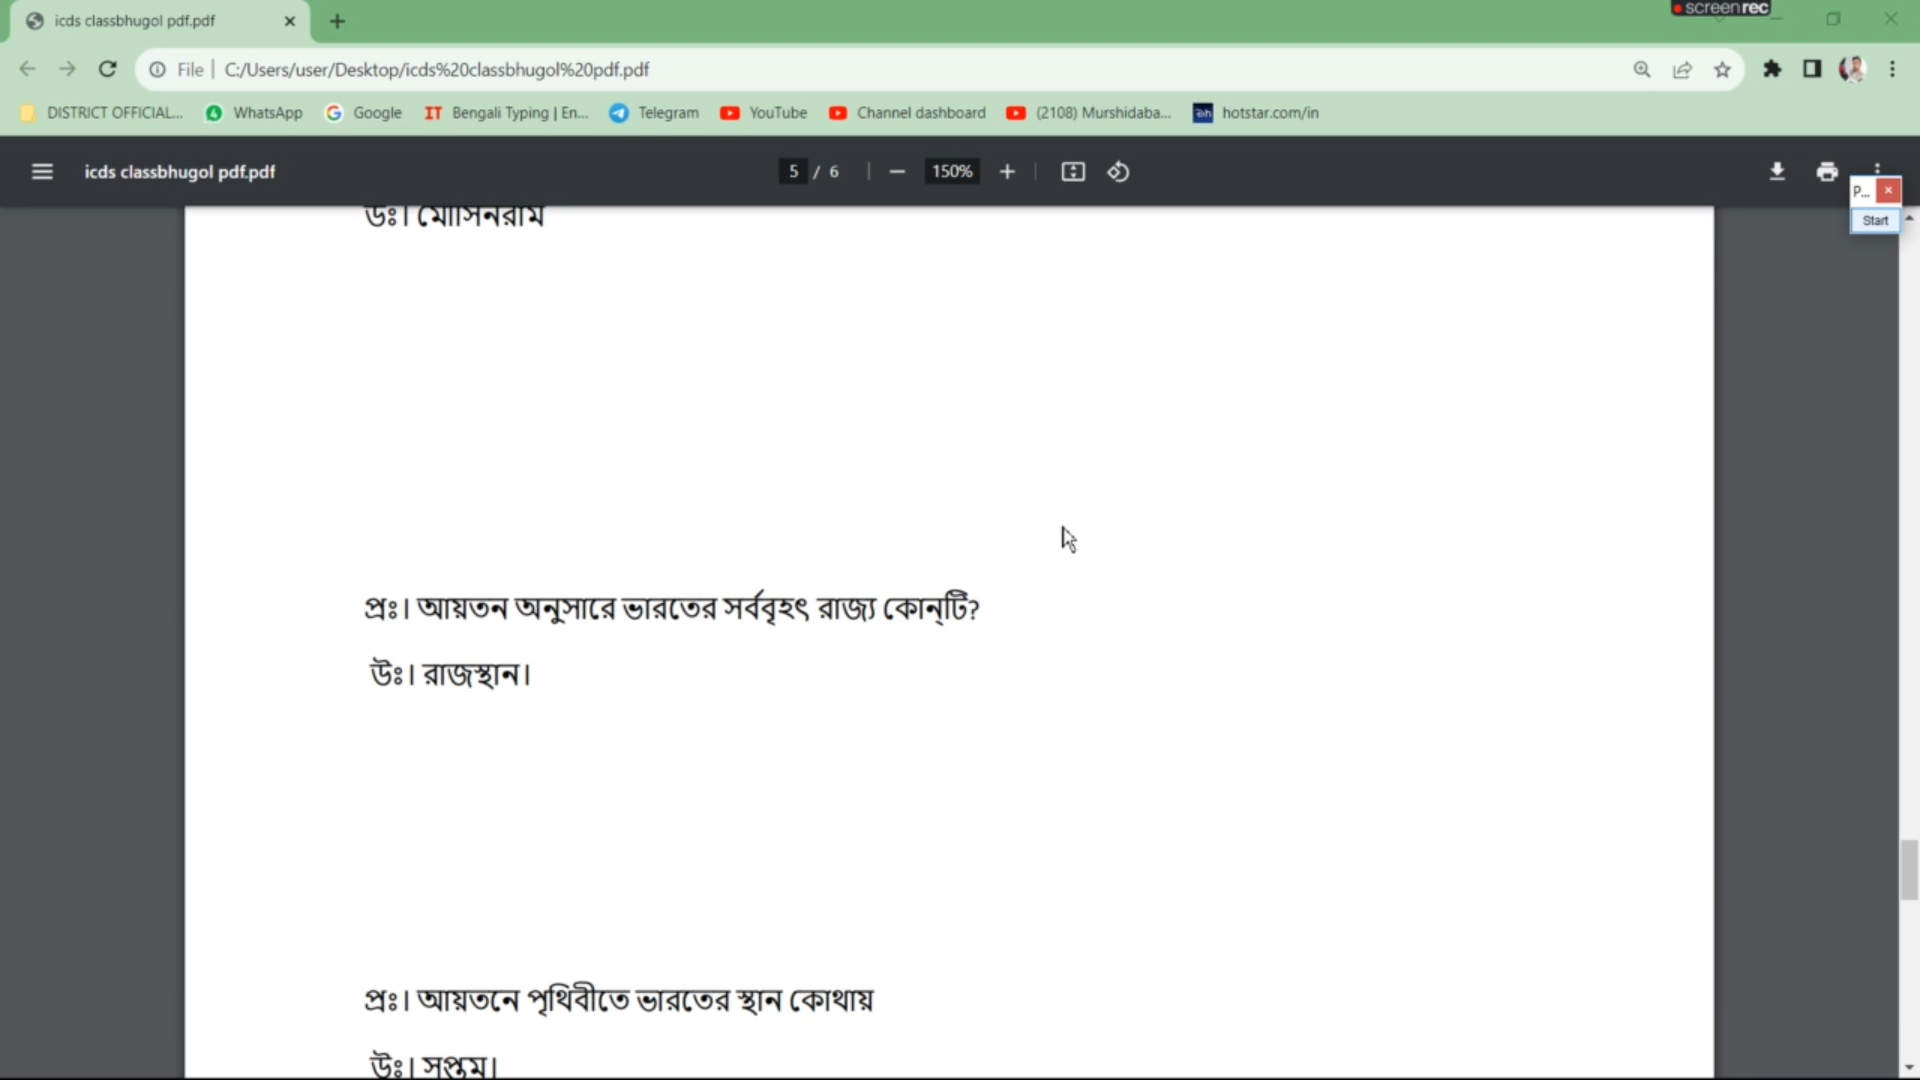 icds classbhugol pdf.pdf
screenrec
File C:/Users/user/Desktop/icds%20classbhugol%20pdf.pdf
DISTRICT OFFICIAL... WhatsApp Google IT Bengali Typing | En... Telegram YouTube Channel dashboard (2108) Murshidaba... hotstar.com/in
icds classbhugol pdf.pdf 5 / 6 150%
P...
Start
উঃ। মৌসিনরাম
প্রঃ। আয়তন অনুসারে ভারতের সর্ববৃহৎ রাজ্য কোন্‌টি?
উঃ। রাজস্থান।
প্রঃ। আয়তনে পৃথিবীতে ভারতের স্থান কোথায়
উঃ। সপ্তম।